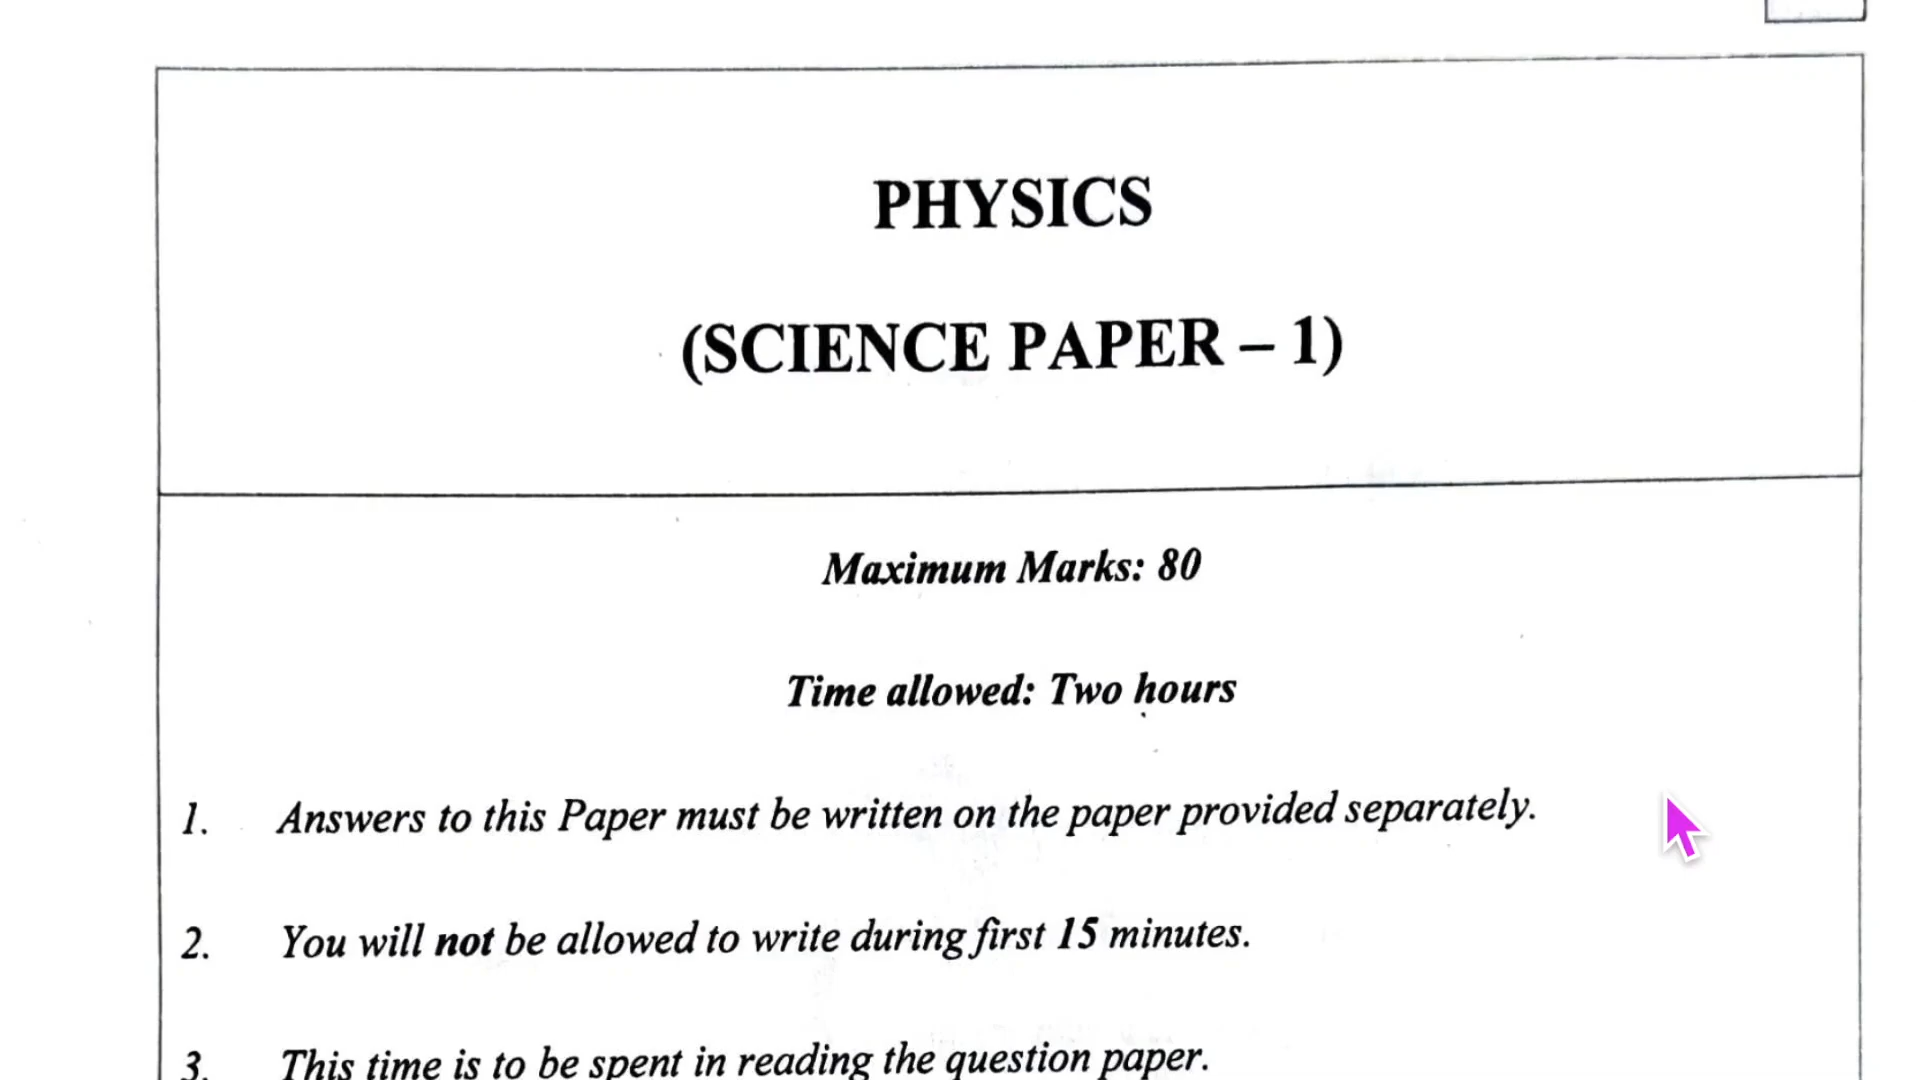 PHYSICS
(SCIENCE PAPER – 1)
Maximum Marks: 80
Time allowed: Two hours
1. Answers to this Paper must be written on the paper provided separately.
2. You will not be allowed to write during first 15 minutes.
3. This time is to be spent in reading the question paper.